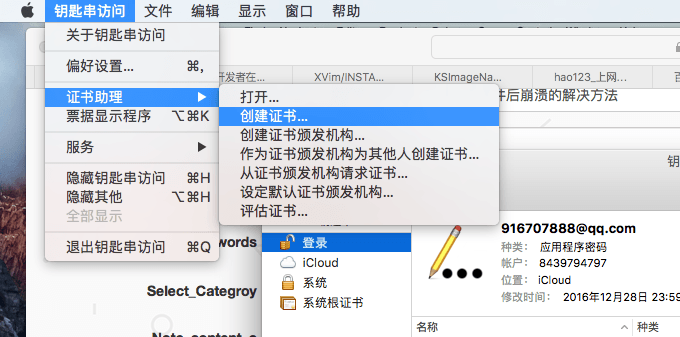 钥匙串访问 文件 编辑 显示 窗口 帮助
关于钥匙串访问
偏好设置... ⌘,
证书助理 ▶
票据显示程序 ⌥⌘K
服务 ▶
隐藏钥匙串访问 ⌘H
隐藏其他 ⌥⌘H
全部显示
退出钥匙串访问 ⌘Q
打开...
创建证书...
创建证书颁发机构...
作为证书颁发机构为其他人创建证书...
从证书颁发机构请求证书...
设定默认证书颁发机构...
评估证书...
开发者在...
XVim/INSTA...
KSImageNa...
hao123_上网...
后崩溃的解决方法
钥
登录
iCloud
系统
系统根证书
916707888@qq.com
种类: 应用程序密码
帐户: 8439794797
位置: iCloud
修改时间: 2016年12月28日 23:59
名称 种类
words_
Select_Categroy